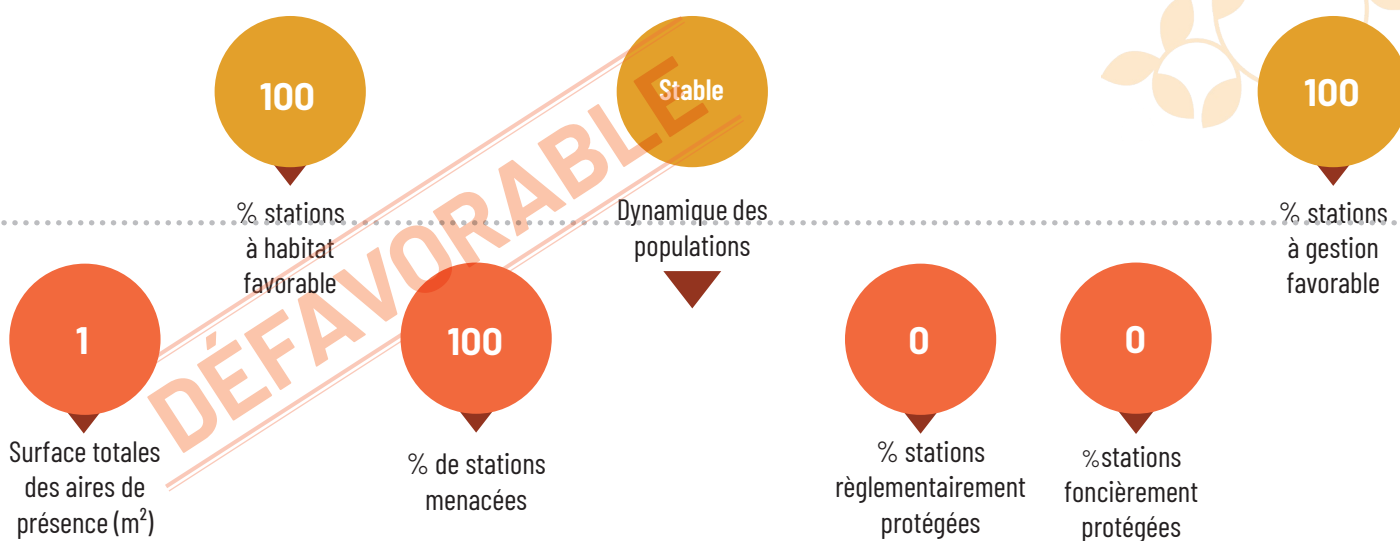 100
% stations
à habitat
favorable
Stable
Dynamique des
populations
100
% stations
à gestion
favorable
DÉFAVORABLE
1
Surface totales
des aires de
présence (m²)
100
% de stations
menacées
0
% stations
règlementairement
protégées
0
%stations
foncièrement
protégées